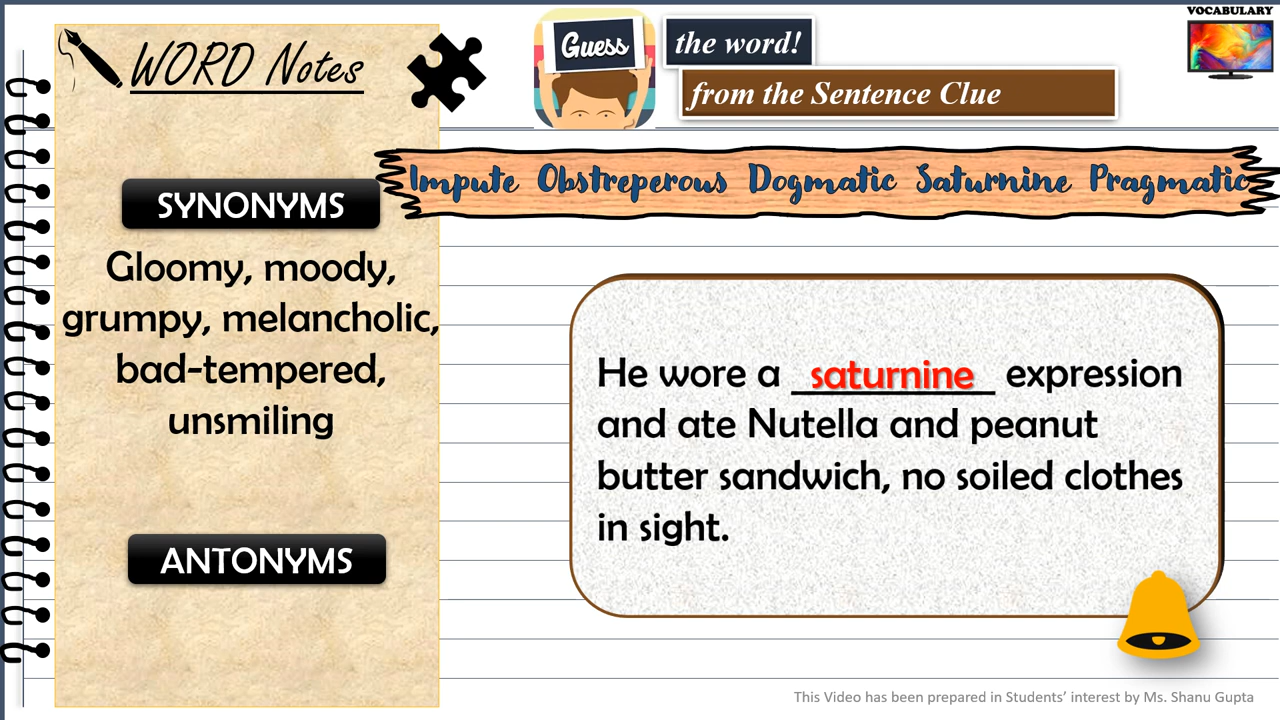 VOCABULARY
WORD Notes
Guess
the word!
from the Sentence Clue
Impute Obstreperous Dogmatic Saturnine Pragmatic
SYNONYMS
Gloomy, moody,
grumpy, melancholic,
bad-tempered,
unsmiling
ANTONYMS
He wore a saturnine expression
and ate Nutella and peanut
butter sandwich, no soiled clothes
in sight.
This Video has been prepared in Students’ interest by Ms. Shanu Gupta